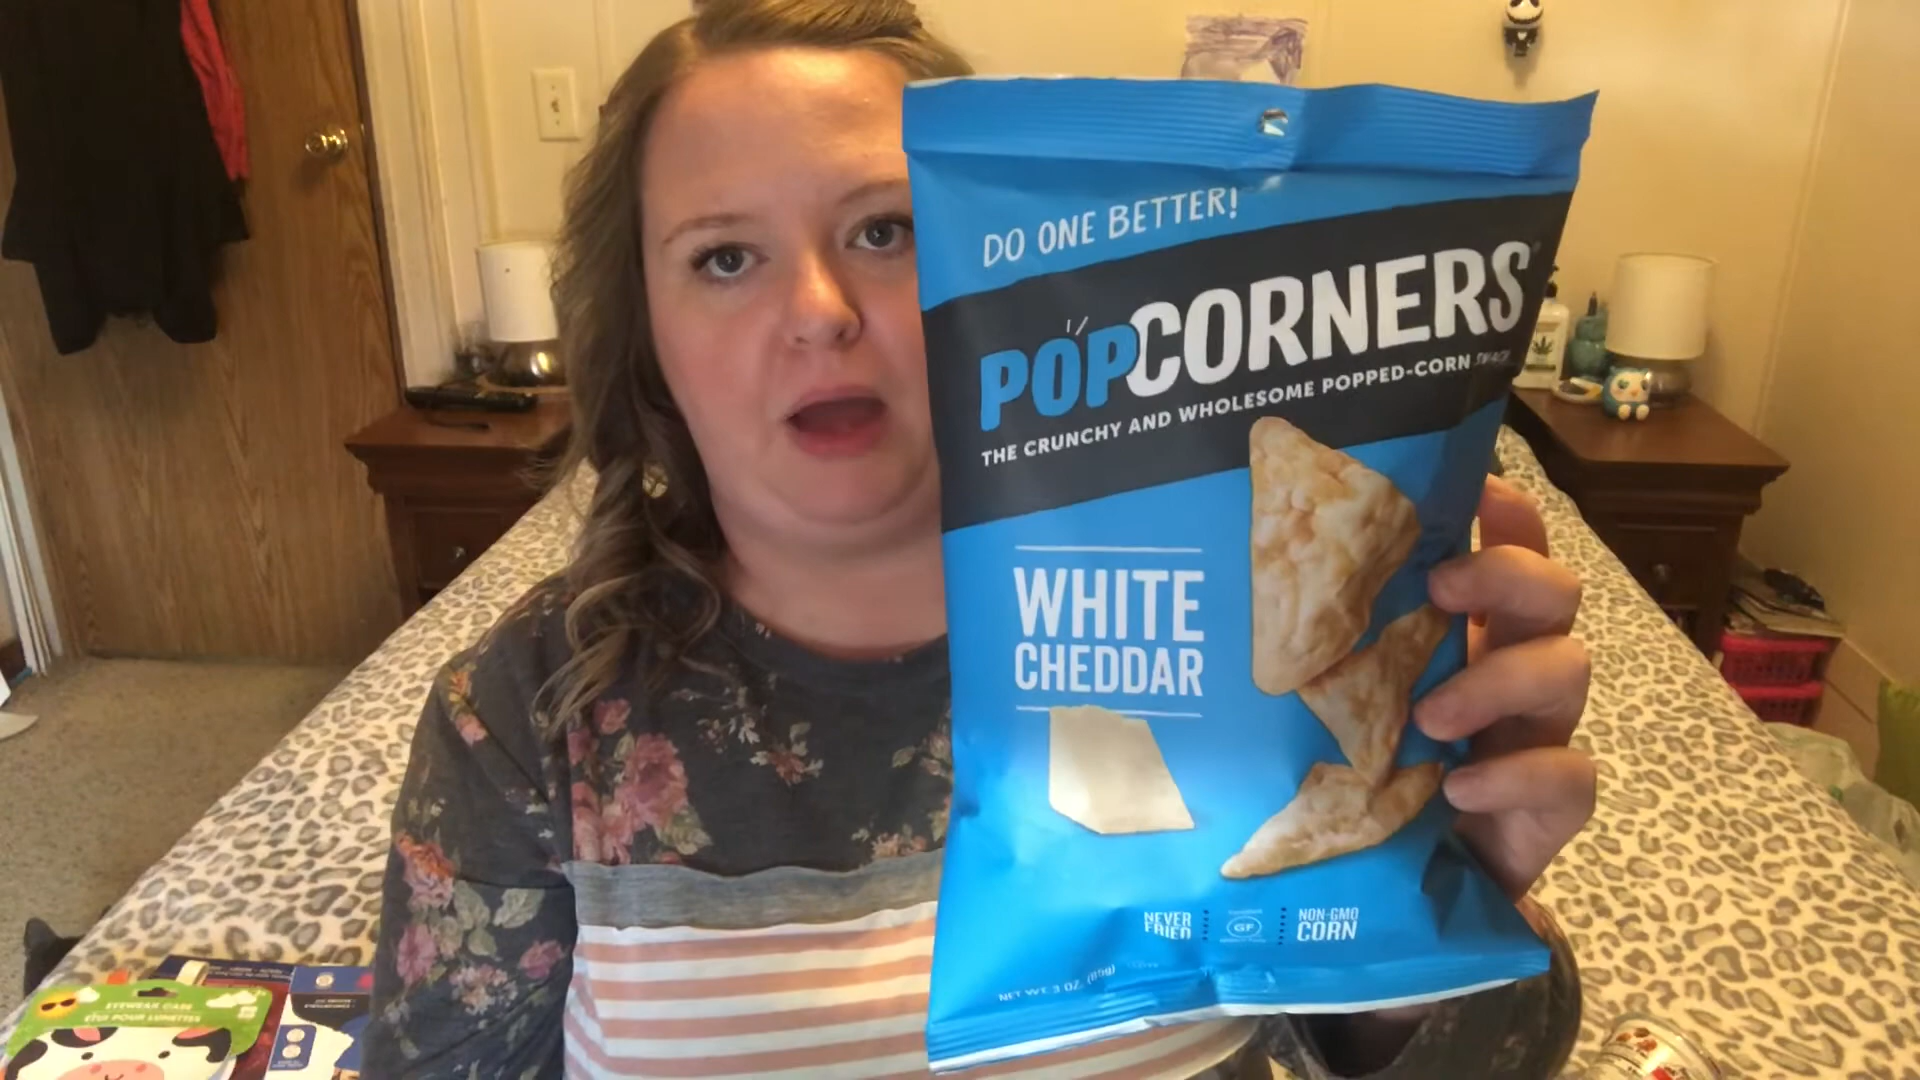 DO ONE BETTER!
POPCORNERS
THE CRUNCHY AND WHOLESOME POPPED-CORN SNACK
WHITE
CHEDDAR
NEVER
FRIED
GF
NON-GMO
CORN
NET WT. 3 OZ. (85g)
EYEWEAR CASE
ÉTUI POUR LUNETTES